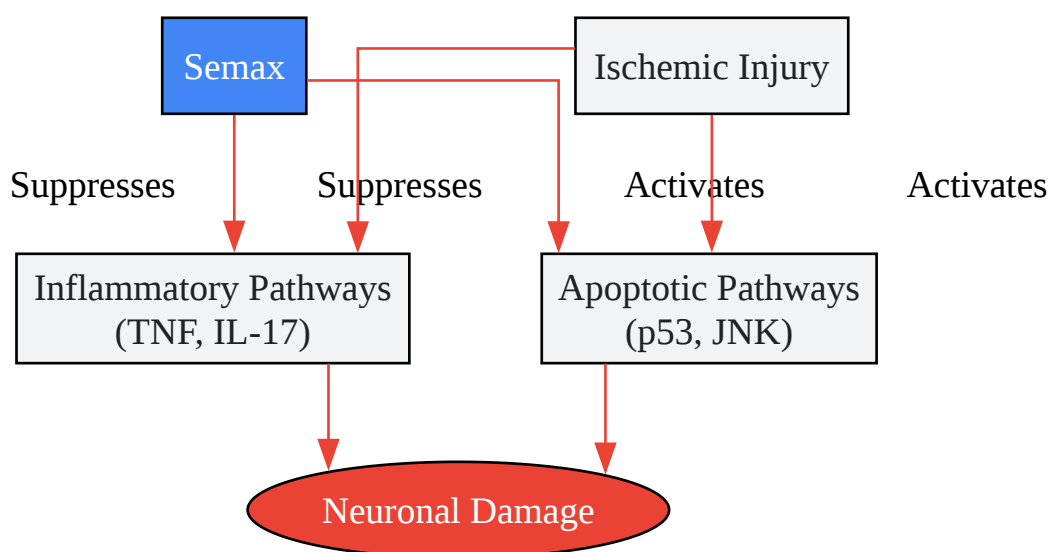 Semax
Ischemic Injury
Suppresses
Suppresses
Activates
Activates
Inflammatory Pathways
(TNF, IL-17)
Apoptotic Pathways
(p53, JNK)
Neuronal Damage